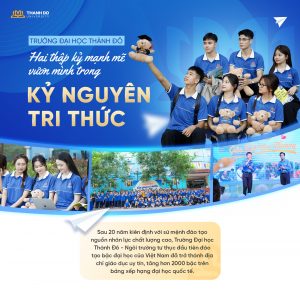 THANH DO
UNIVERSITY
TRƯỜNG ĐẠI HỌC THÀNH ĐÔ
Hai thập kỷ mạnh mẽ
vươn mình trong
KỶ NGUYÊN
TRI THỨC
Sau 20 năm kiên định với sứ mệnh đào tạo
nguồn nhân lực chất lượng cao, Trường Đại học
Thành Đô – Ngôi trường tư thục đầu tiên đào
tạo bậc đại học của Việt Nam đã trở thành địa
chỉ giáo dục uy tín, tăng hơn 2000 bậc trên
bảng xếp hạng đại học quốc tế.